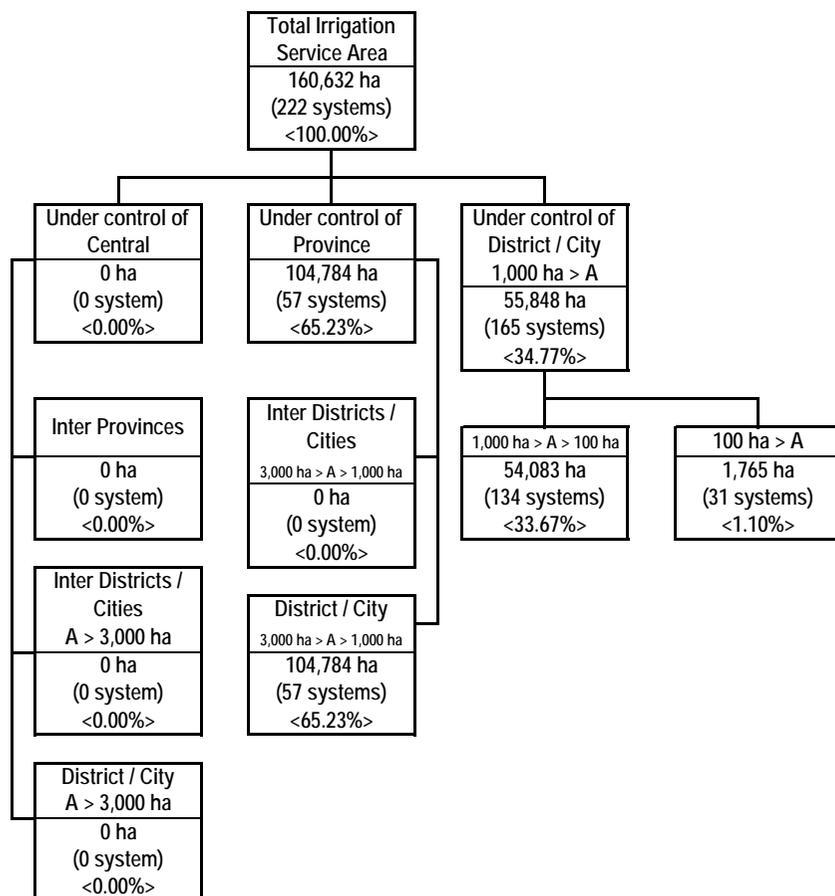 Total Irrigation
Service Area
160,632 ha
(222 systems)
<100.00%>
Under control of
Central
0 ha
(0 system)
<0.00%>
Under control of
Province
104,784 ha
(57 systems)
<65.23%>
Under control of
District / City
1,000 ha > A
55,848 ha
(165 systems)
<34.77%>
Inter Provinces
0 ha
(0 system)
<0.00%>
Inter Districts /
Cities
3,000 ha > A > 1,000 ha
0 ha
(0 system)
<0.00%>
1,000 ha > A > 100 ha
54,083 ha
(134 systems)
<33.67%>
100 ha > A
1,765 ha
(31 systems)
<1.10%>
Inter Districts /
Cities
A > 3,000 ha
0 ha
(0 system)
<0.00%>
District / City
3,000 ha > A > 1,000 ha
104,784 ha
(57 systems)
<65.23%>
District / City
A > 3,000 ha
0 ha
(0 system)
<0.00%>